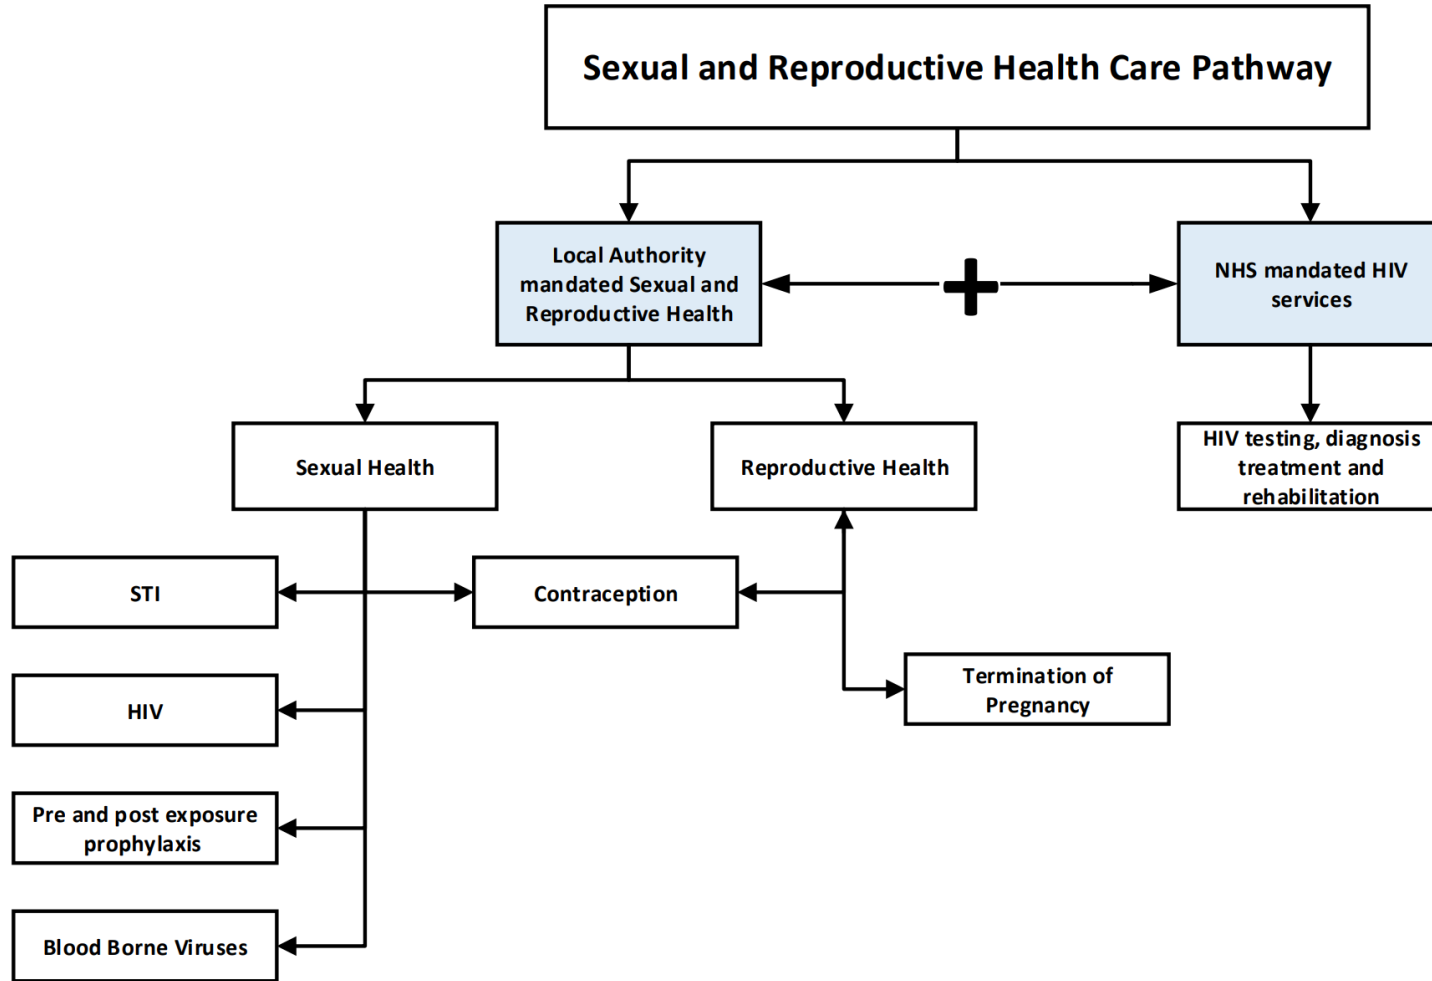 Sexual and Reproductive Health Care Pathway
Local Authority
mandated Sexual and
Reproductive Health
NHS mandated HIV
services
Sexual Health
Reproductive Health
HIV testing, diagnosis
treatment and
rehabilitation
STI
Contraception
HIV
Termination of
Pregnancy
Pre and post exposure
prophylaxis
Blood Borne Viruses